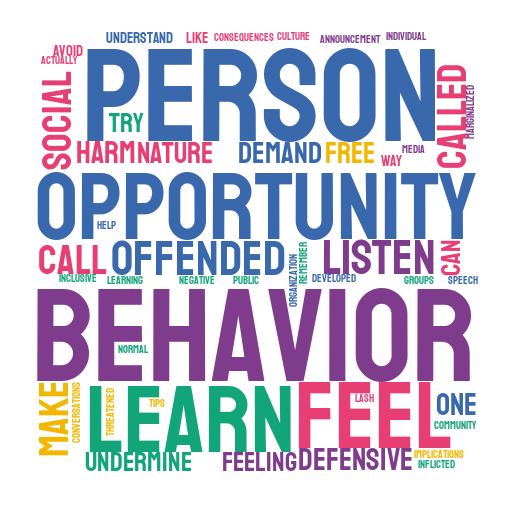 UNDERSTAND LIKE CONSEQUENCES CULTURE ANNOUNCEMENT INDIVIDUAL
AVOID
ACTUALLY
PERSON
SOCIAL
TRY
CALLED
MARGINALIZED
HARM NATURE DEMAND FREE WAY MEDIA
OPPORTUNITY
HELP
CALL OFFENDED REMEMBER LISTEN CAN
INCLUSIVE LEARNING NEGATIVE PUBLIC ORGANIZATION DEVELOPED GROUPS SPEECH
BEHAVIOR
NORMAL
MAKE CONVERSATIONS THREATENED TIPS LEARN FEEL LASH ONE
COMMUNITY
UNDERMINE FEELING DEFENSIVE IMPLICATIONS
INFLICTED